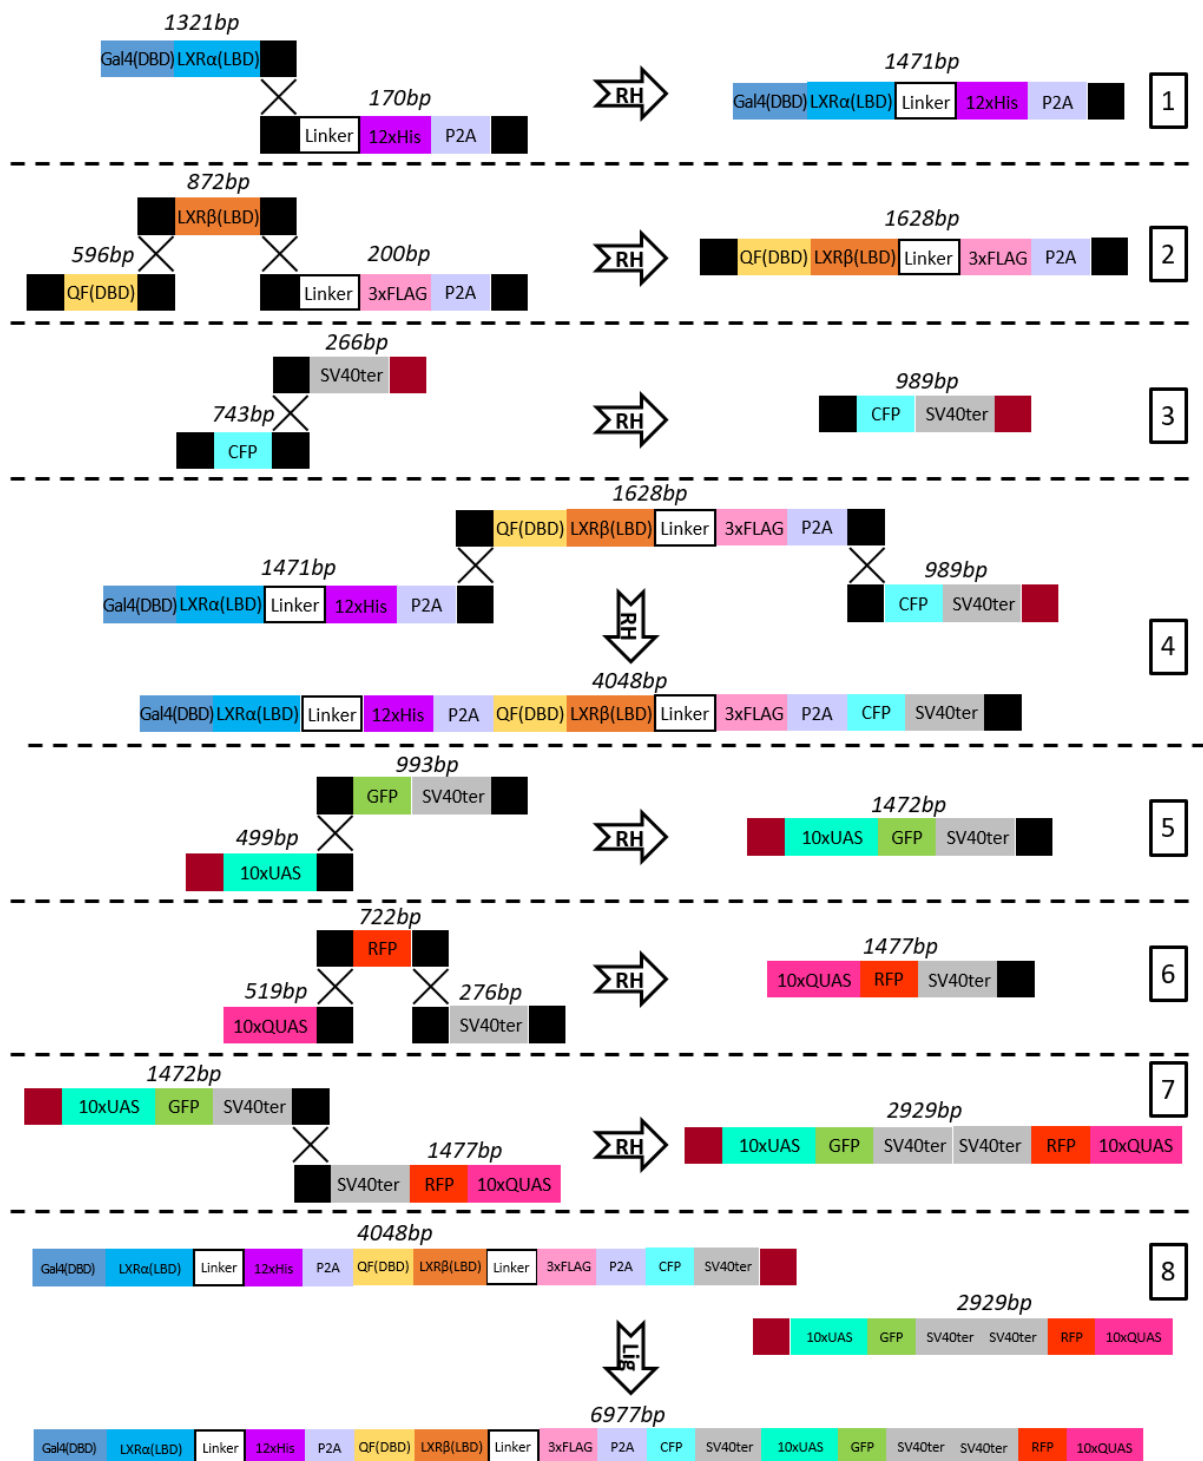 1321bp
Gal4(DBD) LXRα(LBD)
170bp
Linker 12xHis P2A
RH
1471bp
Gal4(DBD) LXRα(LBD) Linker 12xHis P2A
1
872bp
LXRβ(LBD)
596bp
QF(DBD)
200bp
Linker 3xFLAG P2A
RH
1628bp
QF(DBD) LXRβ(LBD) Linker 3xFLAG P2A
2
266bp
SV40ter
743bp
CFP
RH
989bp
CFP SV40ter
3
1628bp
QF(DBD) LXRβ(LBD) Linker 3xFLAG P2A
1471bp
Gal4(DBD) LXRα(LBD) Linker 12xHis P2A
989bp
CFP SV40ter
RH
4048bp
Gal4(DBD) LXRα(LBD) Linker 12xHis P2A QF(DBD) LXRβ(LBD) Linker 3xFLAG P2A CFP SV40ter
4
993bp
GFP SV40ter
499bp
10xUAS
RH
1472bp
10xUAS GFP SV40ter
5
722bp
RFP
519bp
10xQUAS
276bp
SV40ter
RH
1477bp
10xQUAS RFP SV40ter
6
1472bp
10xUAS GFP SV40ter
1477bp
SV40ter RFP 10xQUAS
RH
2929bp
10xUAS GFP SV40ter SV40ter RFP 10xQUAS
7
4048bp
Gal4(DBD) LXRα(LBD) Linker 12xHis P2A QF(DBD) LXRβ(LBD) Linker 3xFLAG P2A CFP SV40ter
2929bp
10xUAS GFP SV40ter SV40ter RFP 10xQUAS
Lig
6977bp
Gal4(DBD) LXRα(LBD) Linker 12xHis P2A QF(DBD) LXRβ(LBD) Linker 3xFLAG P2A CFP SV40ter 10xUAS GFP SV40ter SV40ter RFP 10xQUAS
8